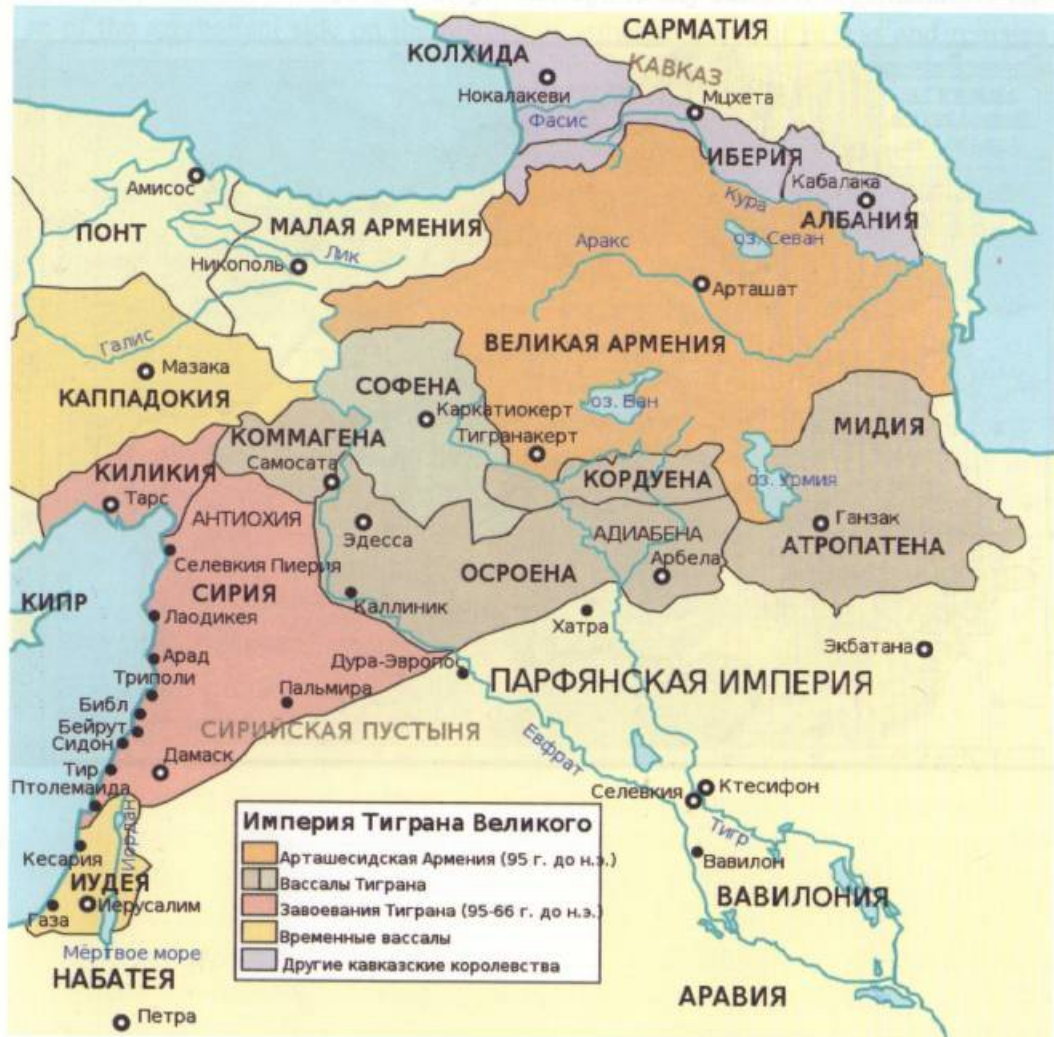 САРМАТИЯ
КОЛХИДА
КАВКАЗ
Нокалакеви
Мцхета
Фасис
ИБЕРИЯ
Амисос
Кабалака
Кура
ПОНТ
МАЛАЯ АРМЕНИЯ
АЛБАНИЯ
Аракс
оз. Севан
Лик
Никополь
Арташат
Галис
ВЕЛИКАЯ АРМЕНИЯ
Мазака
СОФЕНА
КАППАДОКИЯ
оз. Ван
Каркатиокерт
МИДИЯ
КОММАГЕНА
Тигранакерт
Самосата
КИЛИКИЯ
КОРДУЕНА
оз. Урмия
Тарс
АНТИОХИЯ
Эдесса
АДИАБЕНА
Ганзак
АТРОПАТЕНА
Селевкия Пиерия
Арбела
ОСРОЕНА
СИРИЯ
КИПР
Каллиник
Лаодикея
Хатра
Экбатана
Арад
Дура-Эвропос
Триполи
ПАРФЯНСКАЯ ИМПЕРИЯ
Пальмира
Библ
Бейрут
СИРИЙСКАЯ ПУСТЫНЯ
Сидон
Евфрат
Дамаск
Тир
Птолемаида
Ктесифон
Селевкия
Тигр
Иордан
Кесария
Вавилон
ИУДЕЯ
ВАВИЛОНИЯ
Иерусалим
Газа
Мёртвое море
НАБАТЕЯ
АРАВИЯ
Петра
Империя Тиграна Великого
Арташесидская Армения (95 г. до н.э.)
Вассалы Тиграна
Завоевания Тиграна (95-66 г. до н.э.)
Временные вассалы
Другие кавказские королевства